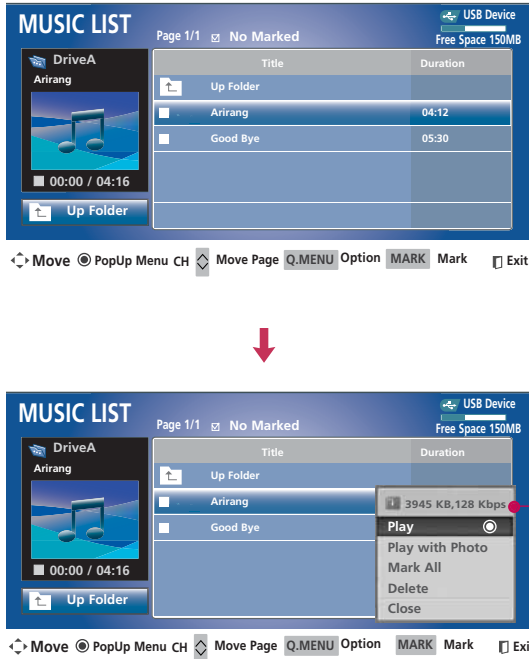 MUSIC LIST
Page 1/1 No Marked
USB Device
Free Space 150MB
DriveA
Arirang
00:00 / 04:16
Up Folder
Title Duration
Up Folder
Arirang 04:12
Good Bye 05:30
Move PopUp Menu CH Move Page Q.MENU Option MARK Mark Exit
MUSIC LIST
Page 1/1 No Marked
USB Device
Free Space 150MB
DriveA
Arirang
00:00 / 04:16
Up Folder
Title Duration
Up Folder
Arirang
Good Bye
3945 KB,128 Kbps
Play
Play with Photo
Mark All
Delete
Close
Move PopUp Menu CH Move Page Q.MENU Option MARK Mark Exi